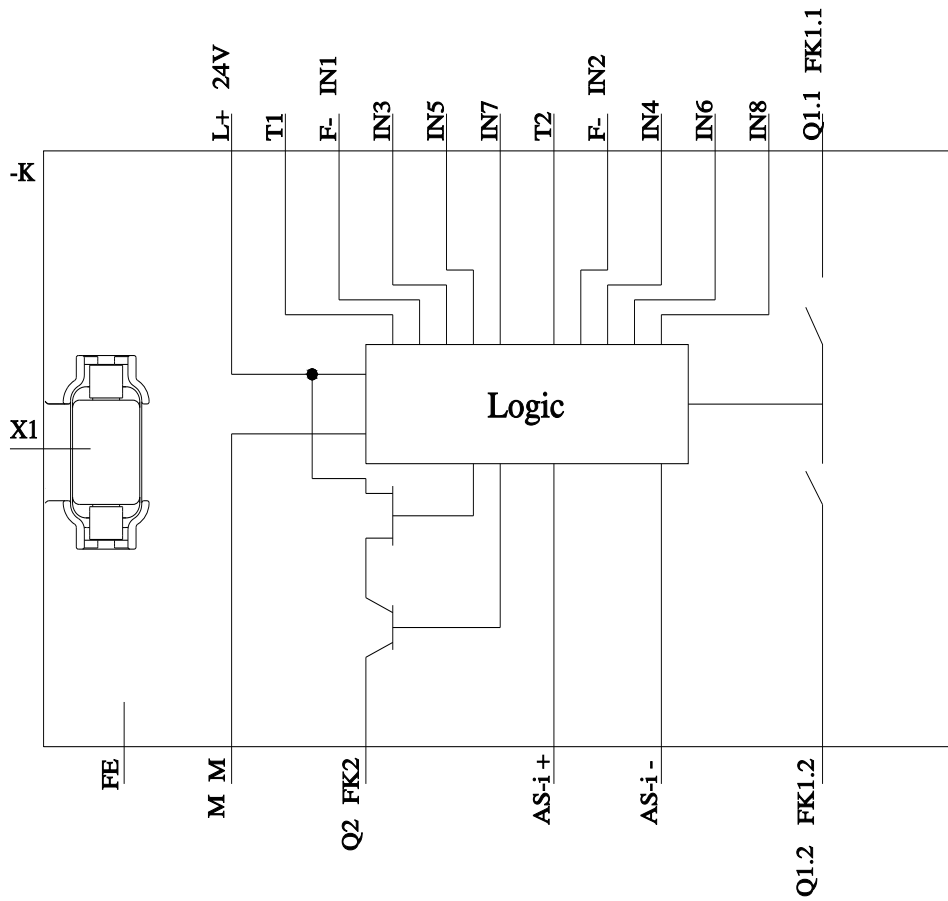 L+ 24V
T1
F- IN1
IN3
IN5
IN7
T2
F- IN2
IN4
IN6
IN8
Q1.1 FK1.1
-K
Logic
X1
FE
M M
Q2 FK2
AS-i +
AS-i -
Q1.2 FK1.2